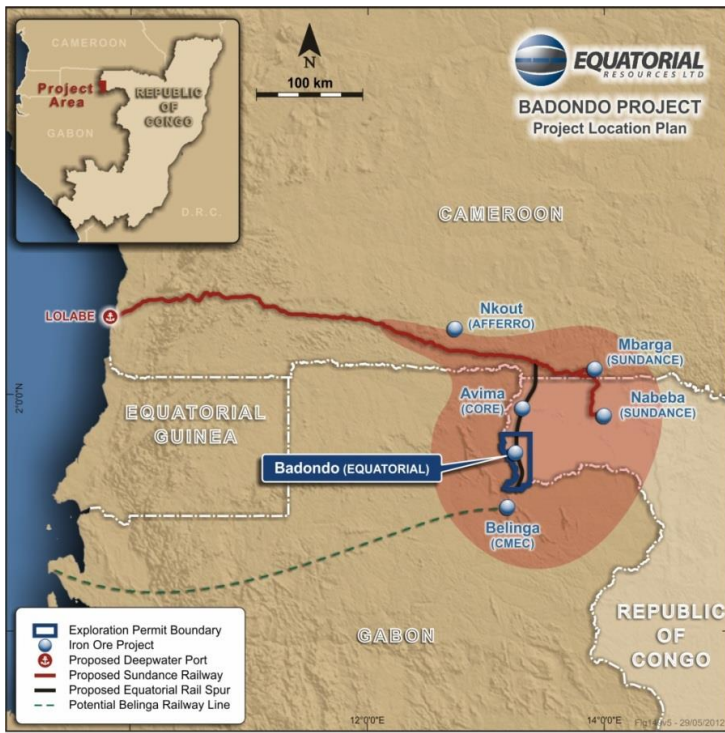 CAMEROON
Project
Area
REPUBLIC
OF
CONGO
GABON
D.R.C.
N
100 km
EQUATORIAL
RESOURCES LTD
BADONDO PROJECT
Project Location Plan
CAMEROON
LOLABE
Nkout
(AFFERRO)
Mbarga
(SUNDANCE)
2°0'0"N
EQUATORIAL
GUINEA
Avima
(CORE)
Nabeba
(SUNDANCE)
Badondo (EQUATORIAL)
Belinga
(CMEC)
GABON
REPUBLIC
OF
CONGO
Exploration Permit Boundary
Iron Ore Project
Proposed Deepwater Port
Proposed Sundance Railway
Proposed Equatorial Rail Spur
Potential Belinga Railway Line
12°0'0"E
14°0'0"E
29/05/2012